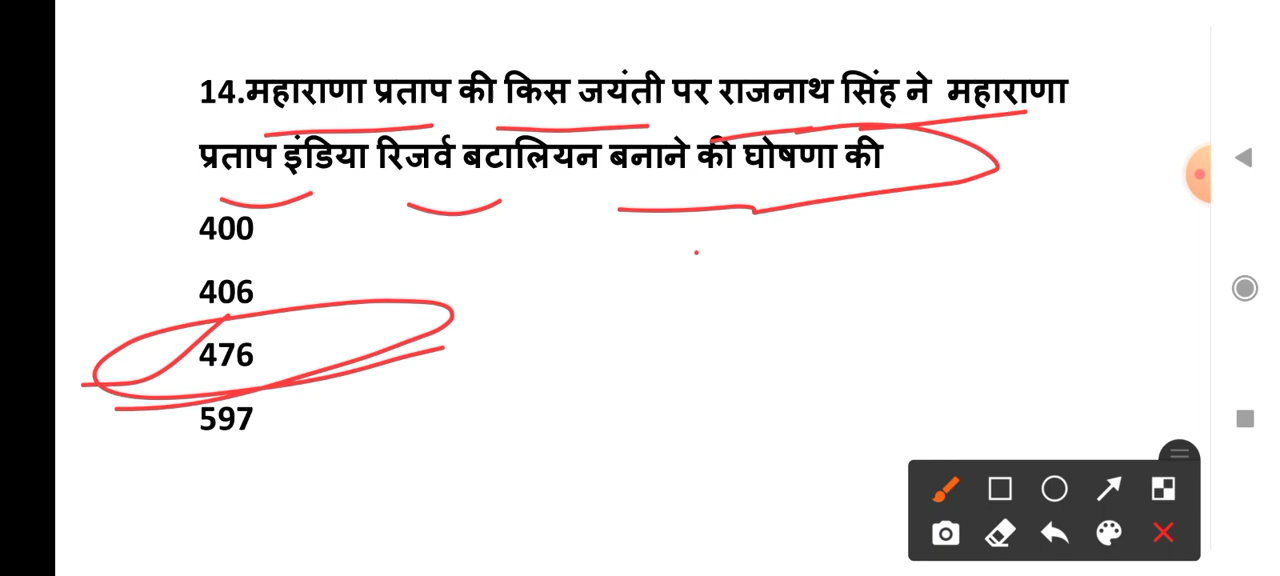 14.महाराणा प्रताप की किस जयंती पर राजनाथ सिंह ने महाराणा
प्रताप इंडिया रिजर्व बटालियन बनाने की घोषणा की
400
406
476
597